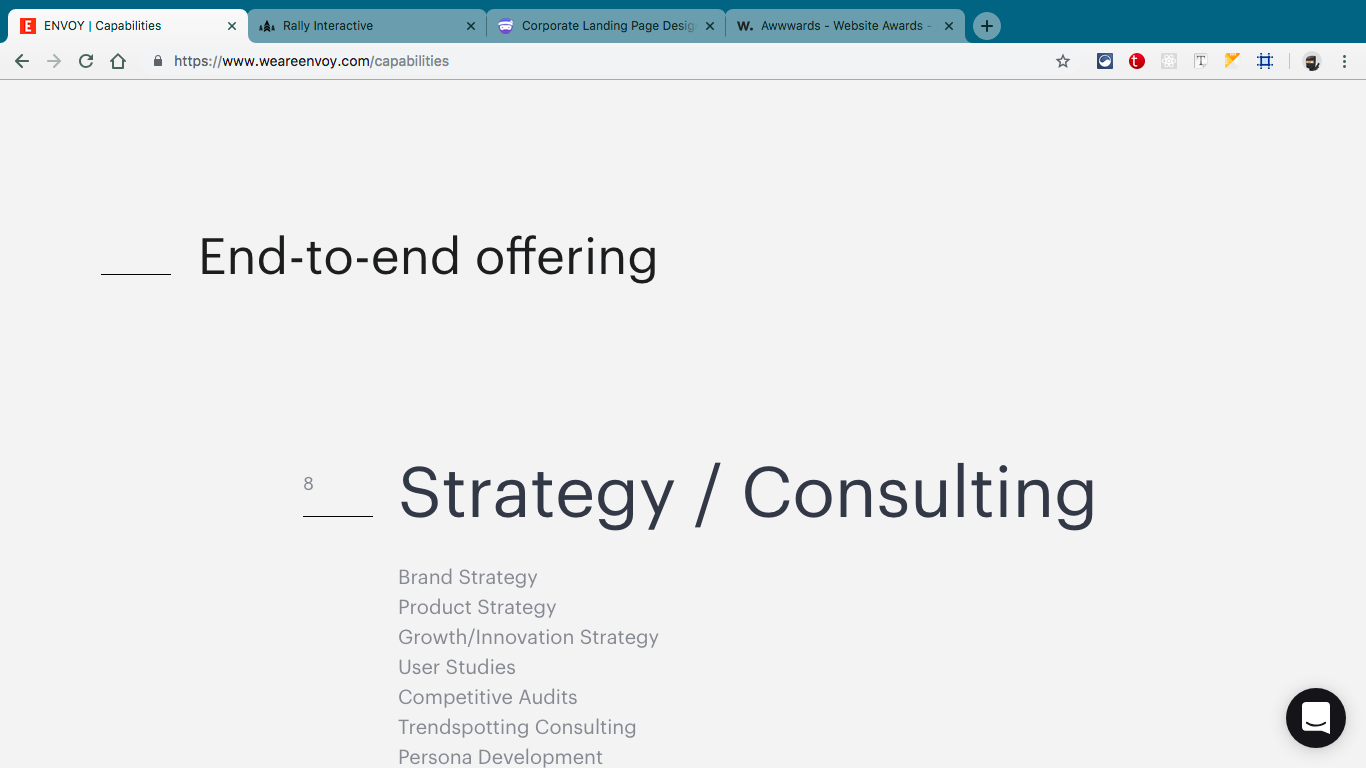 ENVOY | Capabilities
Rally Interactive
Corporate Landing Page Desig
W. Awwwards - Website Awards -
https://www.weareenvoy.com/capabilities
End-to-end offering
8
Strategy / Consulting
Brand Strategy
Product Strategy
Growth/Innovation Strategy
User Studies
Competitive Audits
Trendspotting Consulting
Persona Development